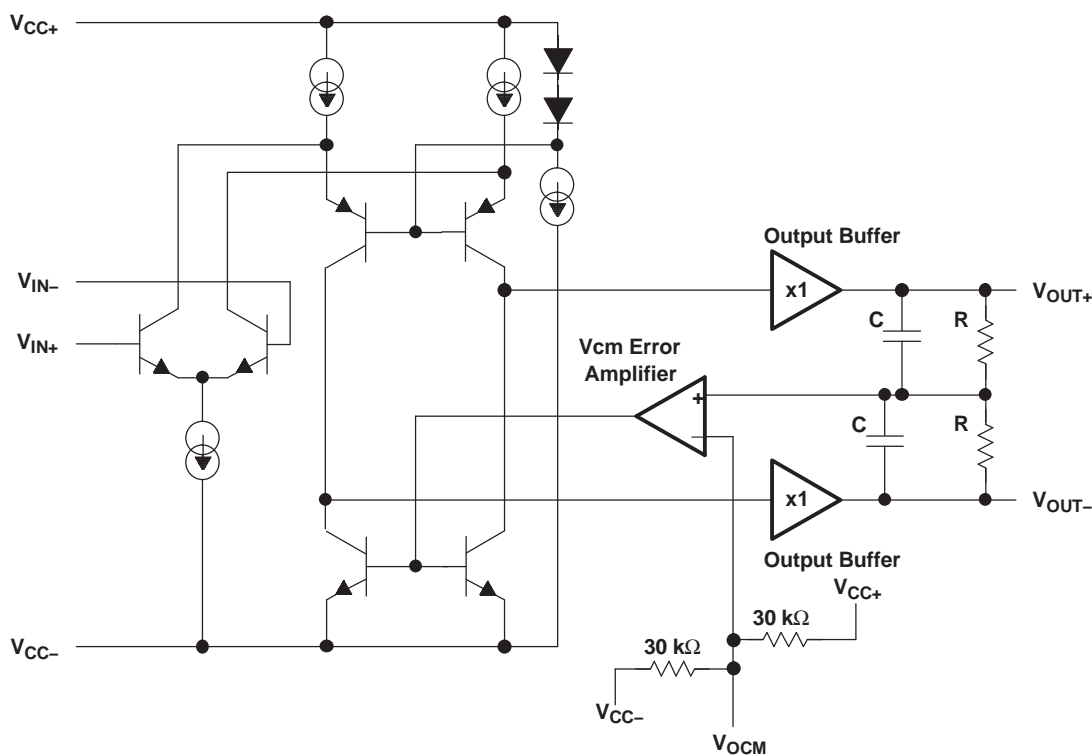 VCC+
Output Buffer
VIN–
x1
VOUT+
C
R
VIN+
Vcm Error
Amplifier
+
C
R
–
x1
VOUT–
Output Buffer
VCC+
30 kΩ
VCC–
30 kΩ
VCC–
VOCM